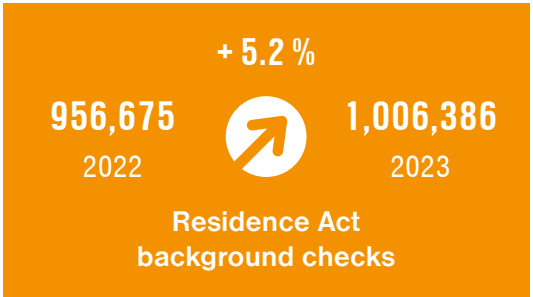 + 5.2 %
956,675
1,006,386
2022
2023
Residence Act
background checks